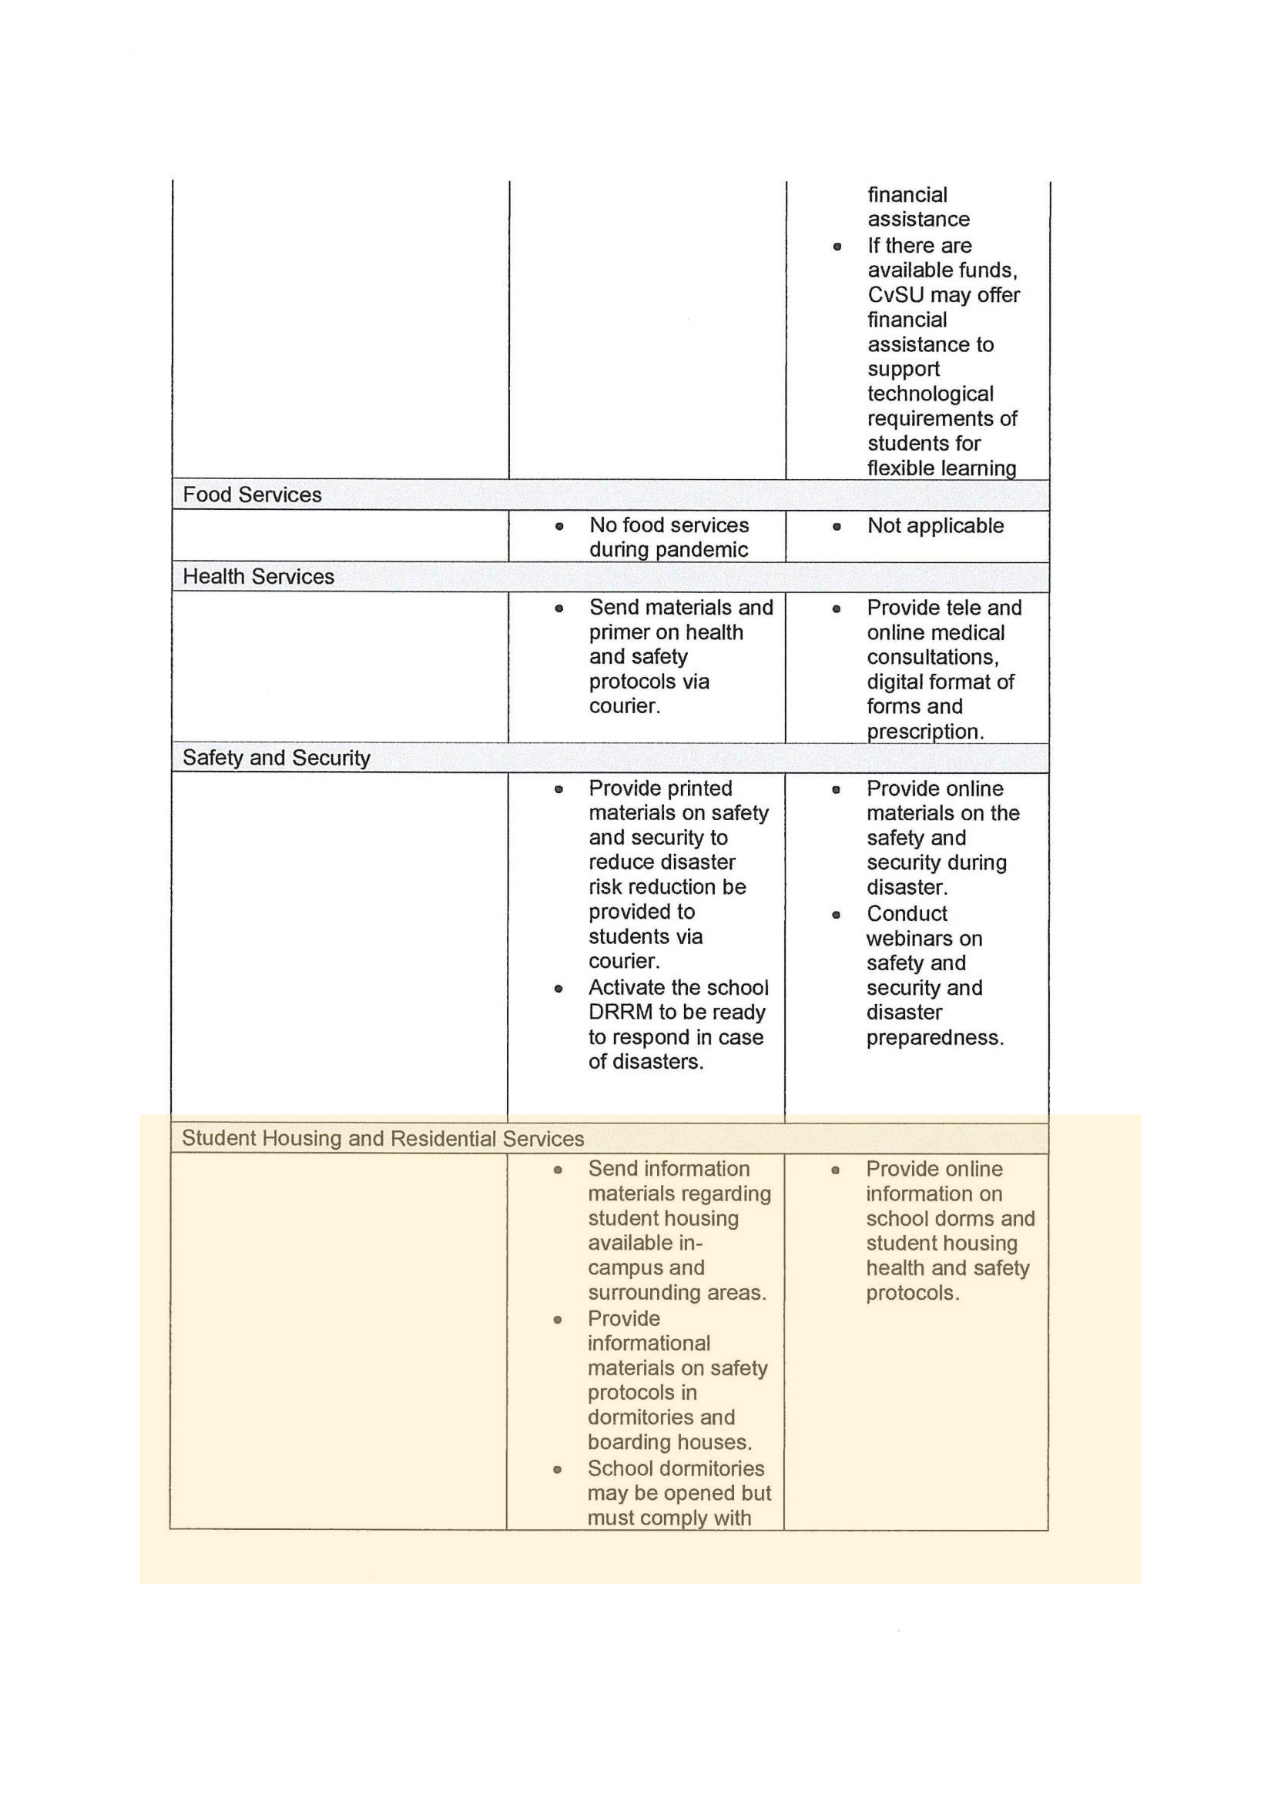 financial
assistance
• If there are
available funds,
CvSU may offer
financial
assistance to
support
technological
requirements of
students for
flexible learning
Food Services
• No food services
during pandemic
• Not applicable
Health Services
• Send materials and
primer on health
and safety
protocols via
courier.
• Provide tele and
online medical
consultations,
digital format of
forms and
prescription.
Safety and Security
• Provide printed
materials on safety
and security to
reduce disaster
risk reduction be
provided to
students via
courier.
• Activate the school
DRRM to be ready
to respond in case
of disasters.
• Provide online
materials on the
safety and
security during
disaster.
• Conduct
webinars on
safety and
security and
disaster
preparedness.
Student Housing and Residential Services
• Send information
materials regarding
student housing
available in-
campus and
surrounding areas.
• Provide
informational
materials on safety
protocols in
dormitories and
boarding houses.
• School dormitories
may be opened but
must comply with
• Provide online
information on
school dorms and
student housing
health and safety
protocols.